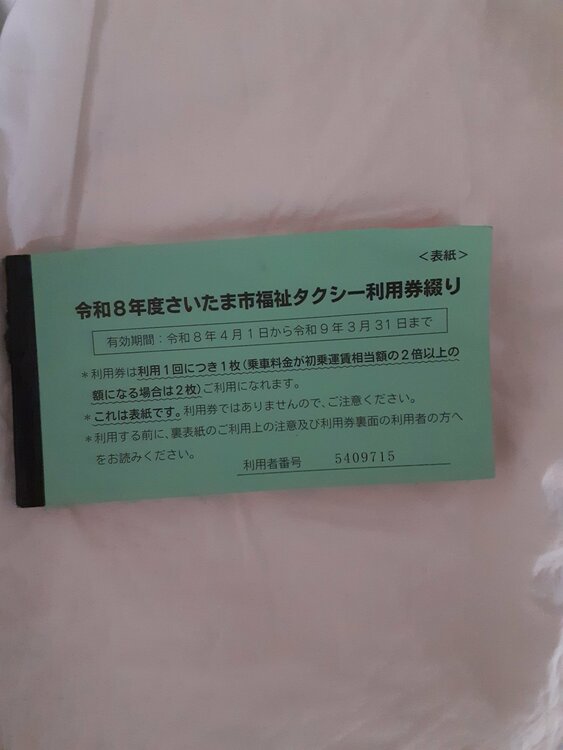 <表紙>
令和8年度さいたま市福祉タクシー利用券綴り
有効期間：令和8年4月1日から令和9年3月31日まで
*利用券は利用1回につき1枚(乗車料金が初乗運賃相当額の2倍以上の
額になる場合は2枚)ご利用になれます。
*これは表紙です。利用券ではありませんので、ご注意ください。
*利用する前に、裏表紙のご利用上の注意及び利用券裏面の利用者の方へ
をお読みください。
利用者番号 5409715